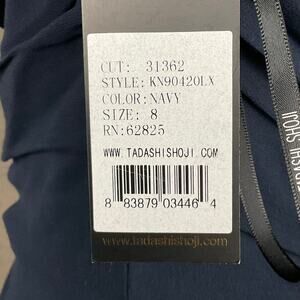 CUT: 31362
STYLE: KN90420LX
COLOR: NAVY
SIZE: 8
RN: 62825
WWW.TADASHISHOJI.COM
8 83879 03446 4
www.tadashishoji.com
SHOJI